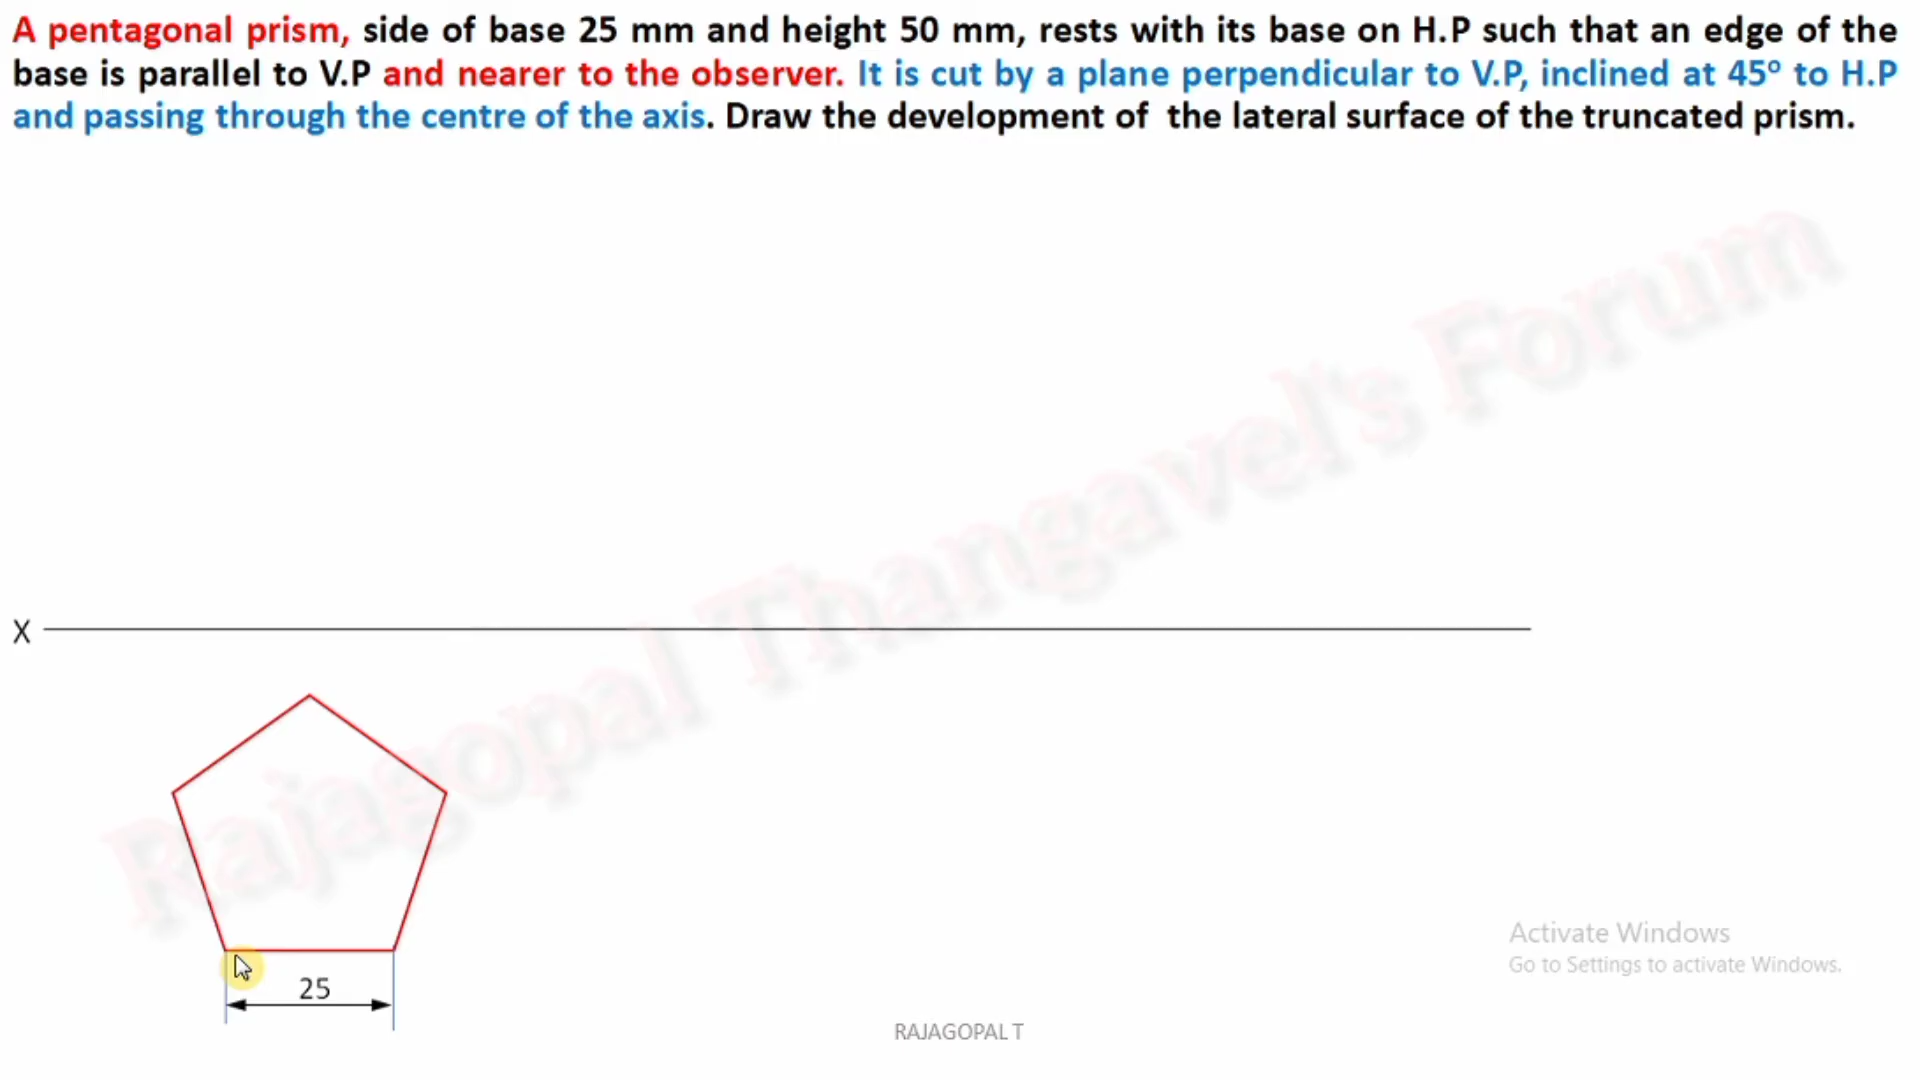 A pentagonal prism, side of base 25 mm and height 50 mm, rests with its base on H.P such that an edge of the
base is parallel to V.P and nearer to the observer. It is cut by a plane perpendicular to V.P, inclined at 45º to H.P
and passing through the centre of the axis. Draw the development of the lateral surface of the truncated prism.
Rajagopal Thangavel's Forum
X
25
Activate Windows
Go to Settings to activate Windows.
RAJAGOPAL T